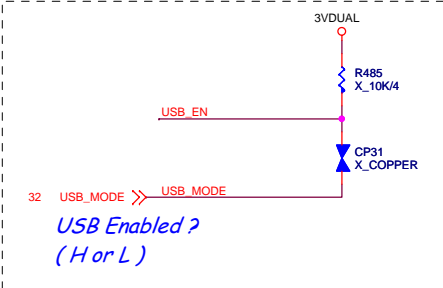 3VDUAL
R485
X_10K/4
USB_EN
CP31
X_COPPER
32 USB_MODE USB_MODE
USB Enabled ?
( H or L )